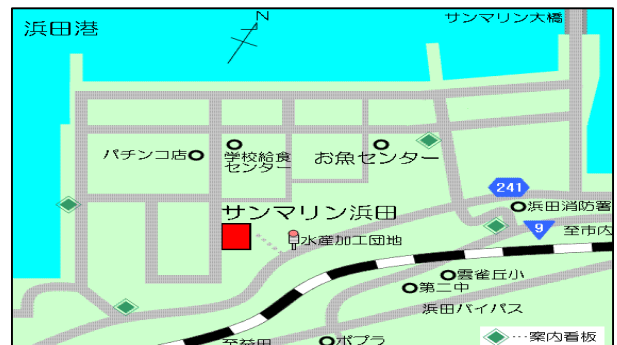 浜田港
N
サンマリン大橋
パチンコ店
学校給食
センター
お魚センター
241
サンマリン浜田
浜田消防署
9
至市内
水産加工団地
雲雀丘小
第二中
浜田バイパス
至益田
ポプラ
…案内看板